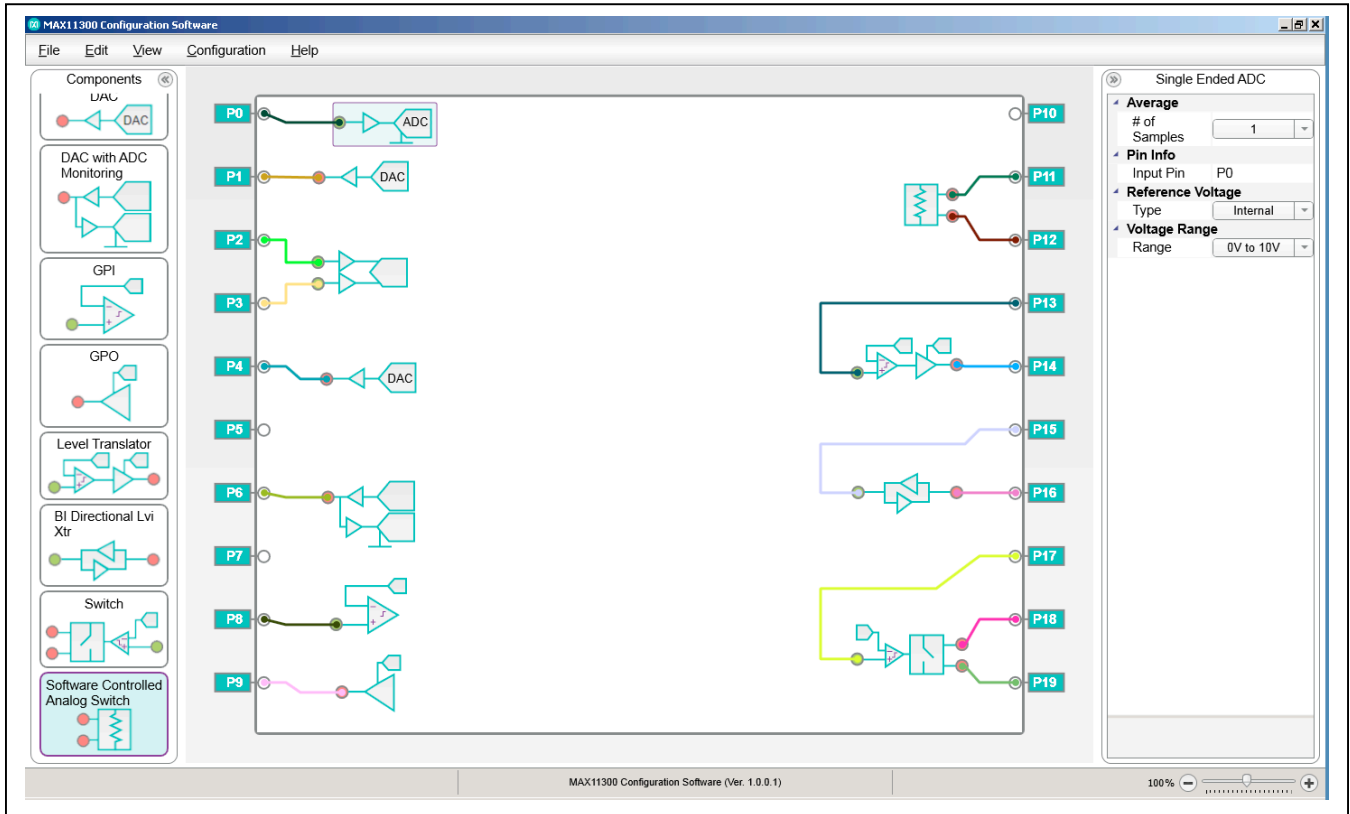 MAX11300 Configuration Software
File Edit View Configuration Help
Components
DAC
DAC
DAC with ADC
Monitoring
GPI
GPO
Level Translator
BI Directional Lvi
Xtr
Switch
Software Controlled
Analog Switch
P0
ADC
P1
DAC
P2
P3
P4
DAC
P5
P6
P7
P8
P9
P10
P11
P12
P13
P14
P15
P16
P17
P18
P19
Single Ended ADC
Average
# of
Samples
1
Pin Info
Input Pin P0
Reference Voltage
Type Internal
Voltage Range
Range 0V to 10V
MAX11300 Configuration Software (Ver. 1.0.0.1)
100%